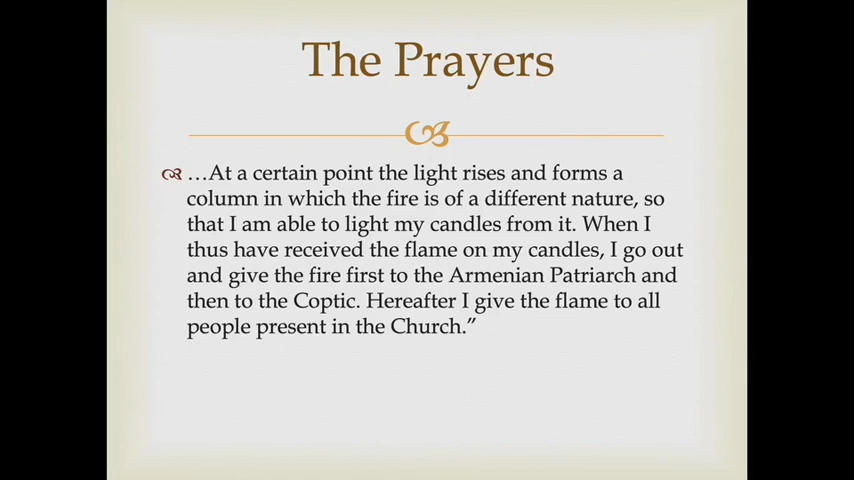 The Prayers
…At a certain point the light rises and forms a
column in which the fire is of a different nature, so
that I am able to light my candles from it. When I
thus have received the flame on my candles, I go out
and give the fire first to the Armenian Patriarch and
then to the Coptic. Hereafter I give the flame to all
people present in the Church.”